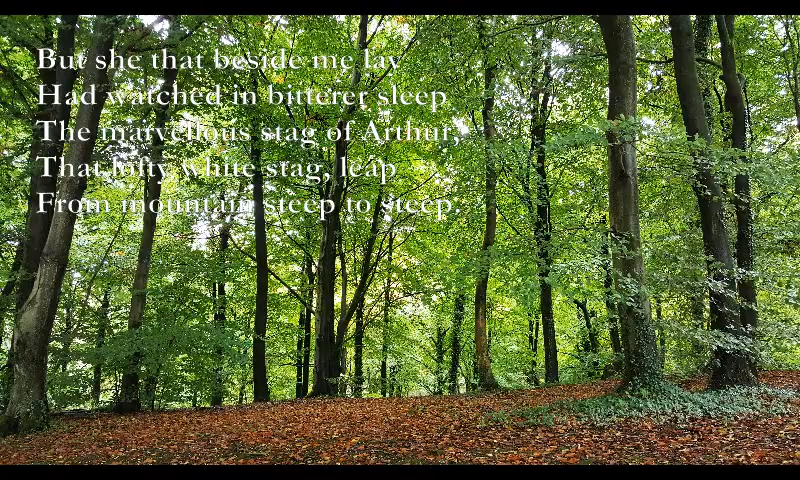 But she that beside me lay
Had watched in bitterer sleep
The marvellous stag of Arthur,
That lofty white stag, leap
From mountain steep to steep.